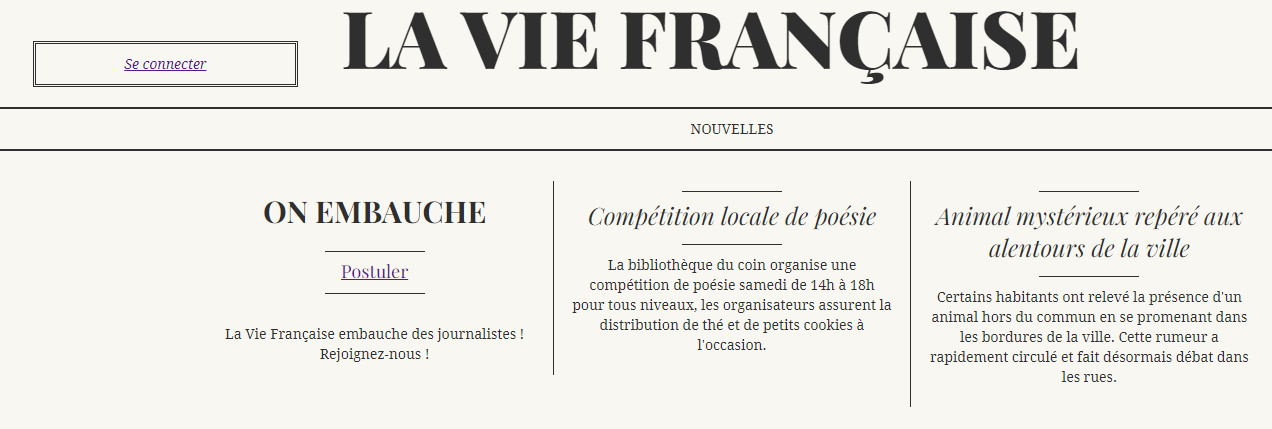 LA VIE FRANÇAISE
Se connecter
NOUVELLES
ON EMBAUCHE
Postuler
La Vie Française embauche des journalistes !
Rejoignez-nous !
Compétition locale de poésie
La bibliothèque du coin organise une
compétition de poésie samedi de 14h à 18h
pour tous niveaux, les organisateurs assurent la
distribution de thé et de petits cookies à
l'occasion.
Animal mystérieux repéré aux
alentours de la ville
Certains habitants ont relevé la présence d'un
animal hors du commun en se promenant dans
les bordures de la ville. Cette rumeur a
rapidement circulé et fait désormais débat dans
les rues.